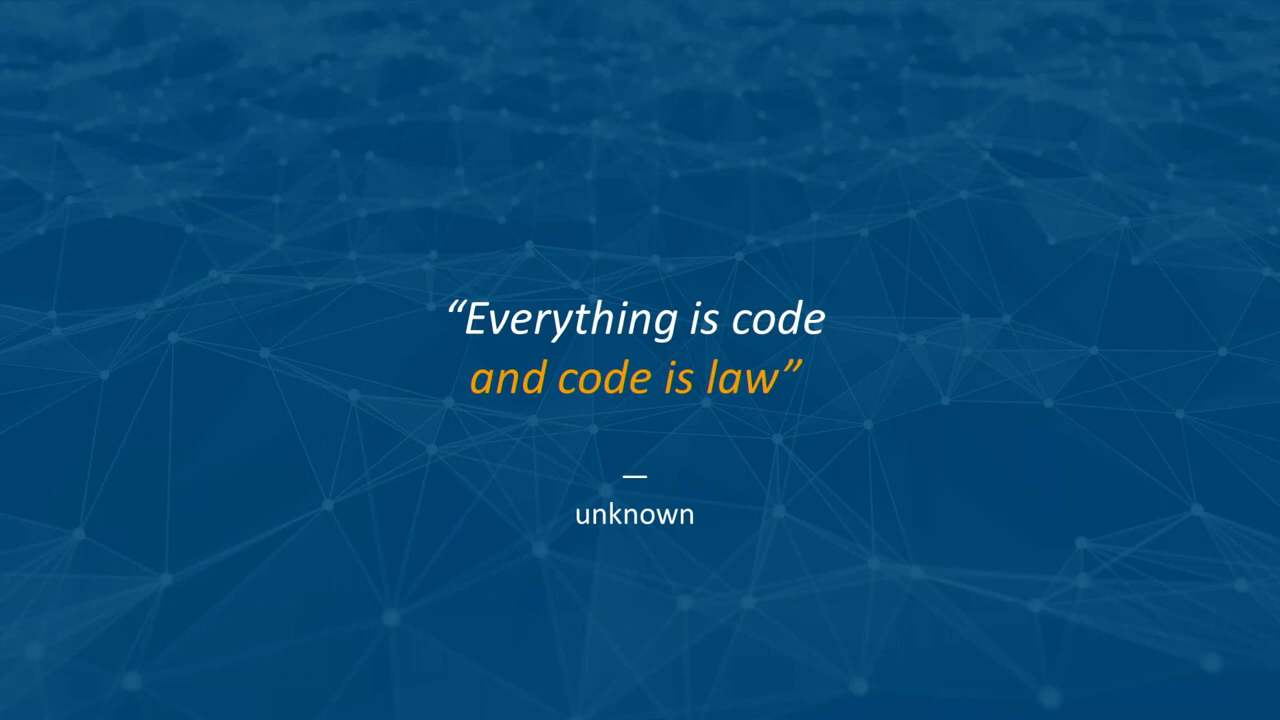 “Everything is code
and code is law”
—
unknown